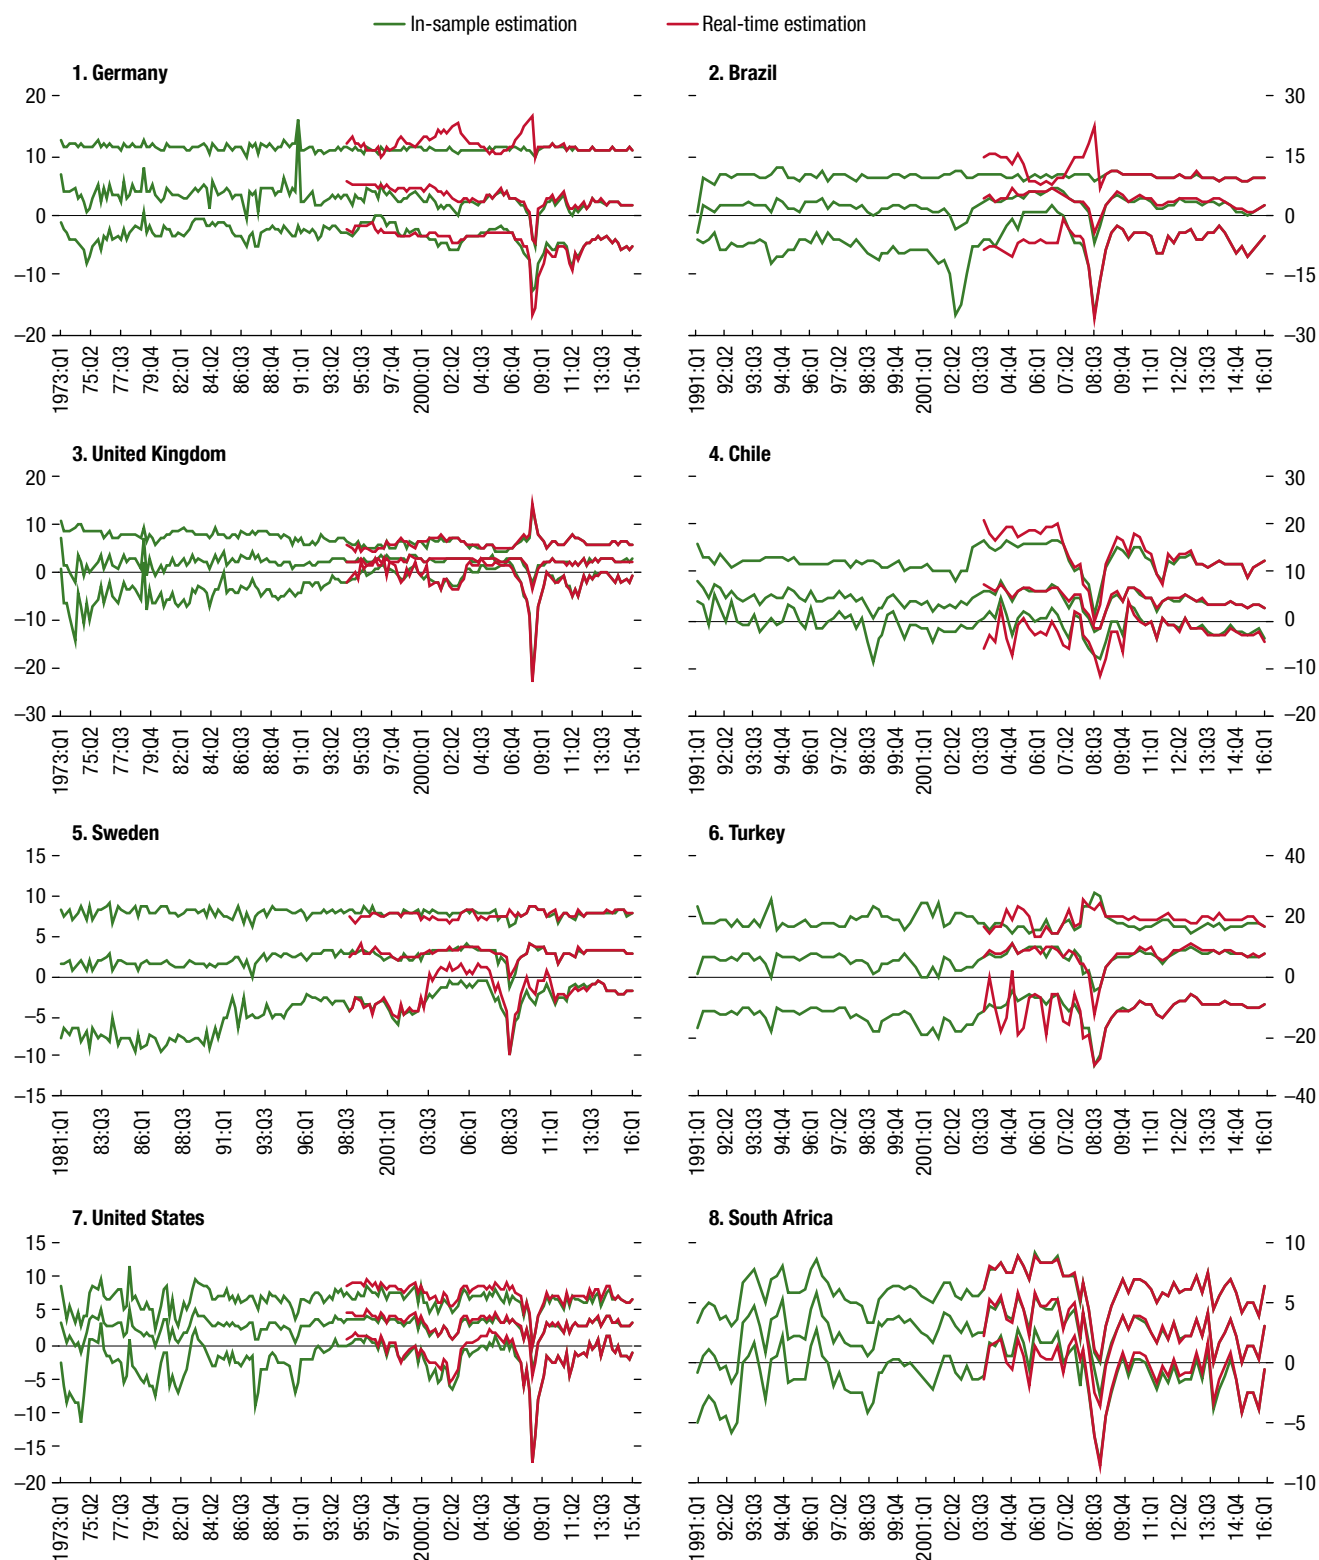 In-sample estimation
Real-time estimation
1. Germany
20
10
0
–10
–20
1973:Q1
75:Q2
77:Q3
79:Q4
82:Q1
84:Q2
86:Q3
88:Q4
91:Q1
93:Q2
95:Q3
97:Q4
2000:Q1
02:Q2
04:Q3
06:Q4
09:Q1
11:Q2
13:Q3
15:Q4
2. Brazil
30
15
0
–15
–30
1991:Q1
92:Q2
93:Q3
94:Q4
96:Q1
97:Q2
98:Q3
99:Q4
2001:Q1
02:Q2
03:Q3
04:Q4
06:Q1
07:Q2
08:Q3
09:Q4
11:Q1
12:Q2
13:Q3
14:Q4
16:Q1
3. United Kingdom
20
10
0
–10
–20
–30
1973:Q1
75:Q2
77:Q3
79:Q4
82:Q1
84:Q2
86:Q3
88:Q4
91:Q1
93:Q2
95:Q3
97:Q4
2000:Q1
02:Q2
04:Q3
06:Q4
09:Q1
11:Q2
13:Q3
15:Q4
4. Chile
30
20
10
0
–10
–20
1991:Q1
92:Q2
93:Q3
94:Q4
96:Q1
97:Q2
98:Q3
99:Q4
2001:Q1
02:Q2
03:Q3
04:Q4
06:Q1
07:Q2
08:Q3
09:Q4
11:Q1
12:Q2
13:Q3
14:Q4
16:Q1
5. Sweden
15
10
5
0
–5
–10
–15
1981:Q1
83:Q3
86:Q1
88:Q3
91:Q1
93:Q3
96:Q1
98:Q3
2001:Q1
03:Q3
06:Q1
08:Q3
11:Q1
13:Q3
16:Q1
6. Turkey
40
20
0
–20
–40
1991:Q1
92:Q2
93:Q3
94:Q4
96:Q1
97:Q2
98:Q3
99:Q4
2001:Q1
02:Q2
03:Q3
04:Q4
06:Q1
07:Q2
08:Q3
09:Q4
11:Q1
12:Q2
13:Q3
14:Q4
16:Q1
7. United States
15
10
5
0
–5
–10
–15
–20
1973:Q1
75:Q2
77:Q3
79:Q4
82:Q1
84:Q2
86:Q3
88:Q4
91:Q1
93:Q2
95:Q3
97:Q4
2000:Q1
02:Q2
04:Q3
06:Q4
09:Q1
11:Q2
13:Q3
15:Q4
8. South Africa
10
5
0
–5
–10
1991:Q1
92:Q2
93:Q3
94:Q4
96:Q1
97:Q2
98:Q3
99:Q4
2001:Q1
02:Q2
03:Q3
04:Q4
06:Q1
07:Q2
08:Q3
09:Q4
11:Q1
12:Q2
13:Q3
14:Q4
16:Q1